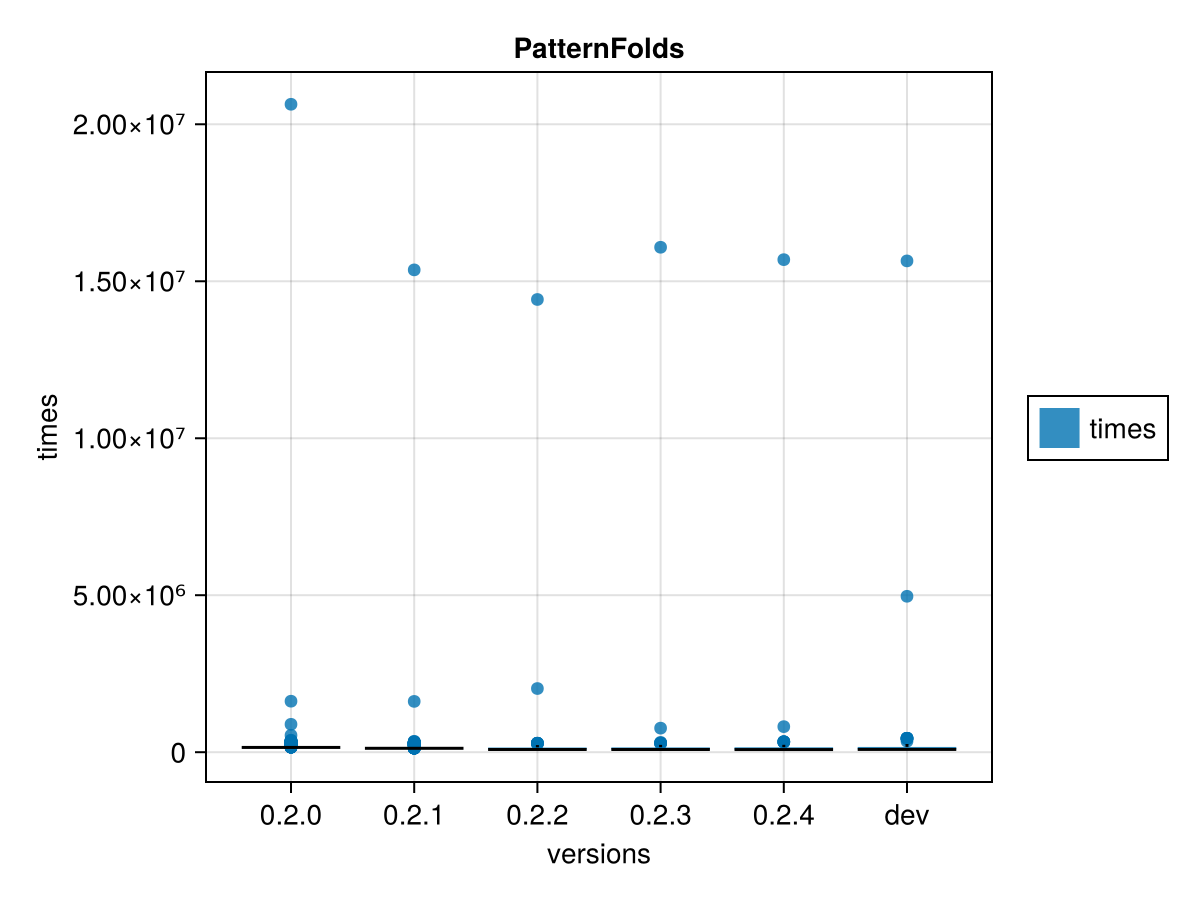 PatternFolds
2.00×10⁷
1.50×10⁷
1.00×10⁷
5.00×10⁶
0
times
times
0.2.0 0.2.1 0.2.2 0.2.3 0.2.4 dev
versions